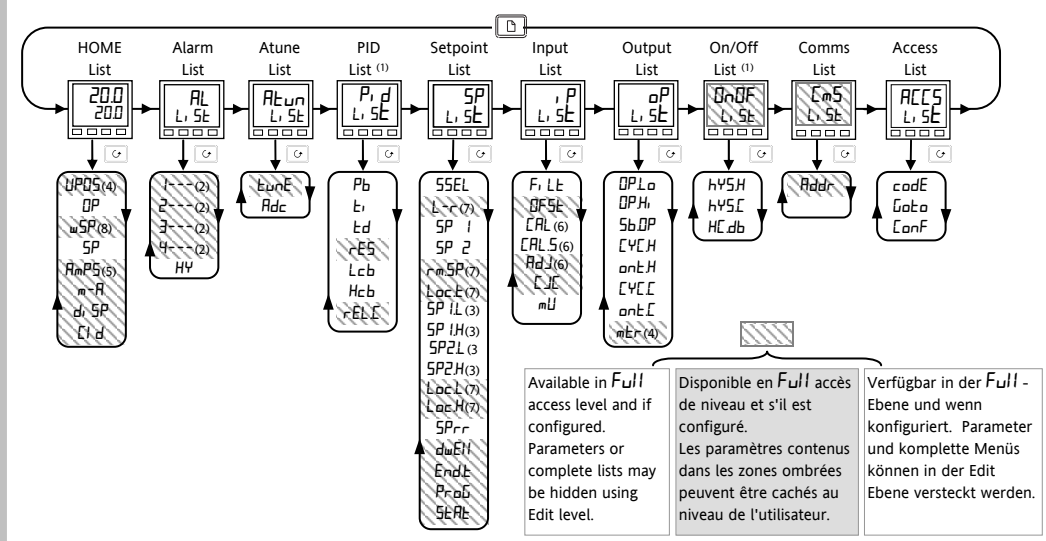 HOME List
Alarm List
Atune List
PID List (1)
Setpoint List
Input List
Output List
On/Off List (1)
Comms List
Access List
20.0
20.0
AL
LiSt
Atun
LiSt
Pid
LiSt
SP
LiSt
iP
LiSt
oP
LiSt
OnOF
LiSt
CmS
LiSt
ACCS
LiSt
VPOS(4)
OP
wSP(8)
SP
AmPS(5)
m-A
diSP
CId
1---(2)
2---(2)
3---(2)
4---(2)
HY
tunE
Adc
Pb
ti
td
rES
Lcb
Hcb
rELC
SSEL
L-r(7)
SP 1
SP 2
rm.SP(7)
Loc.t(7)
SP1.L(3)
SP1.H(3)
SP2.L(3
SP2.H(3)
Loc.L(7)
Loc.H(7)
SPrr
dwEll
End.t
ProG
StAt
FiLt
OFSt
CAL(6)
CAL.S(6)
AdJ(6)
CJC
mU
OP.Lo
OP.Hi
Sb.OP
CYC.H
ont.H
CYC.C
ont.C
mtr(4)
hYS.H
hYS.C
HC.db
Addr
codE
Goto
ConF
Available in Full
access level and if
configured.
Parameters or
complete lists may
be hidden using
Edit level.
Disponible en Full accès
de niveau et s'il est
configuré.
Les paramètres contenus
dans les zones ombrées
peuvent être cachés au
niveau de l'utilisateur.
Verfügbar in der Full -
Ebene und wenn
konfiguriert. Parameter
und komplette Menüs
können in der Edit
Ebene versteckt werden.